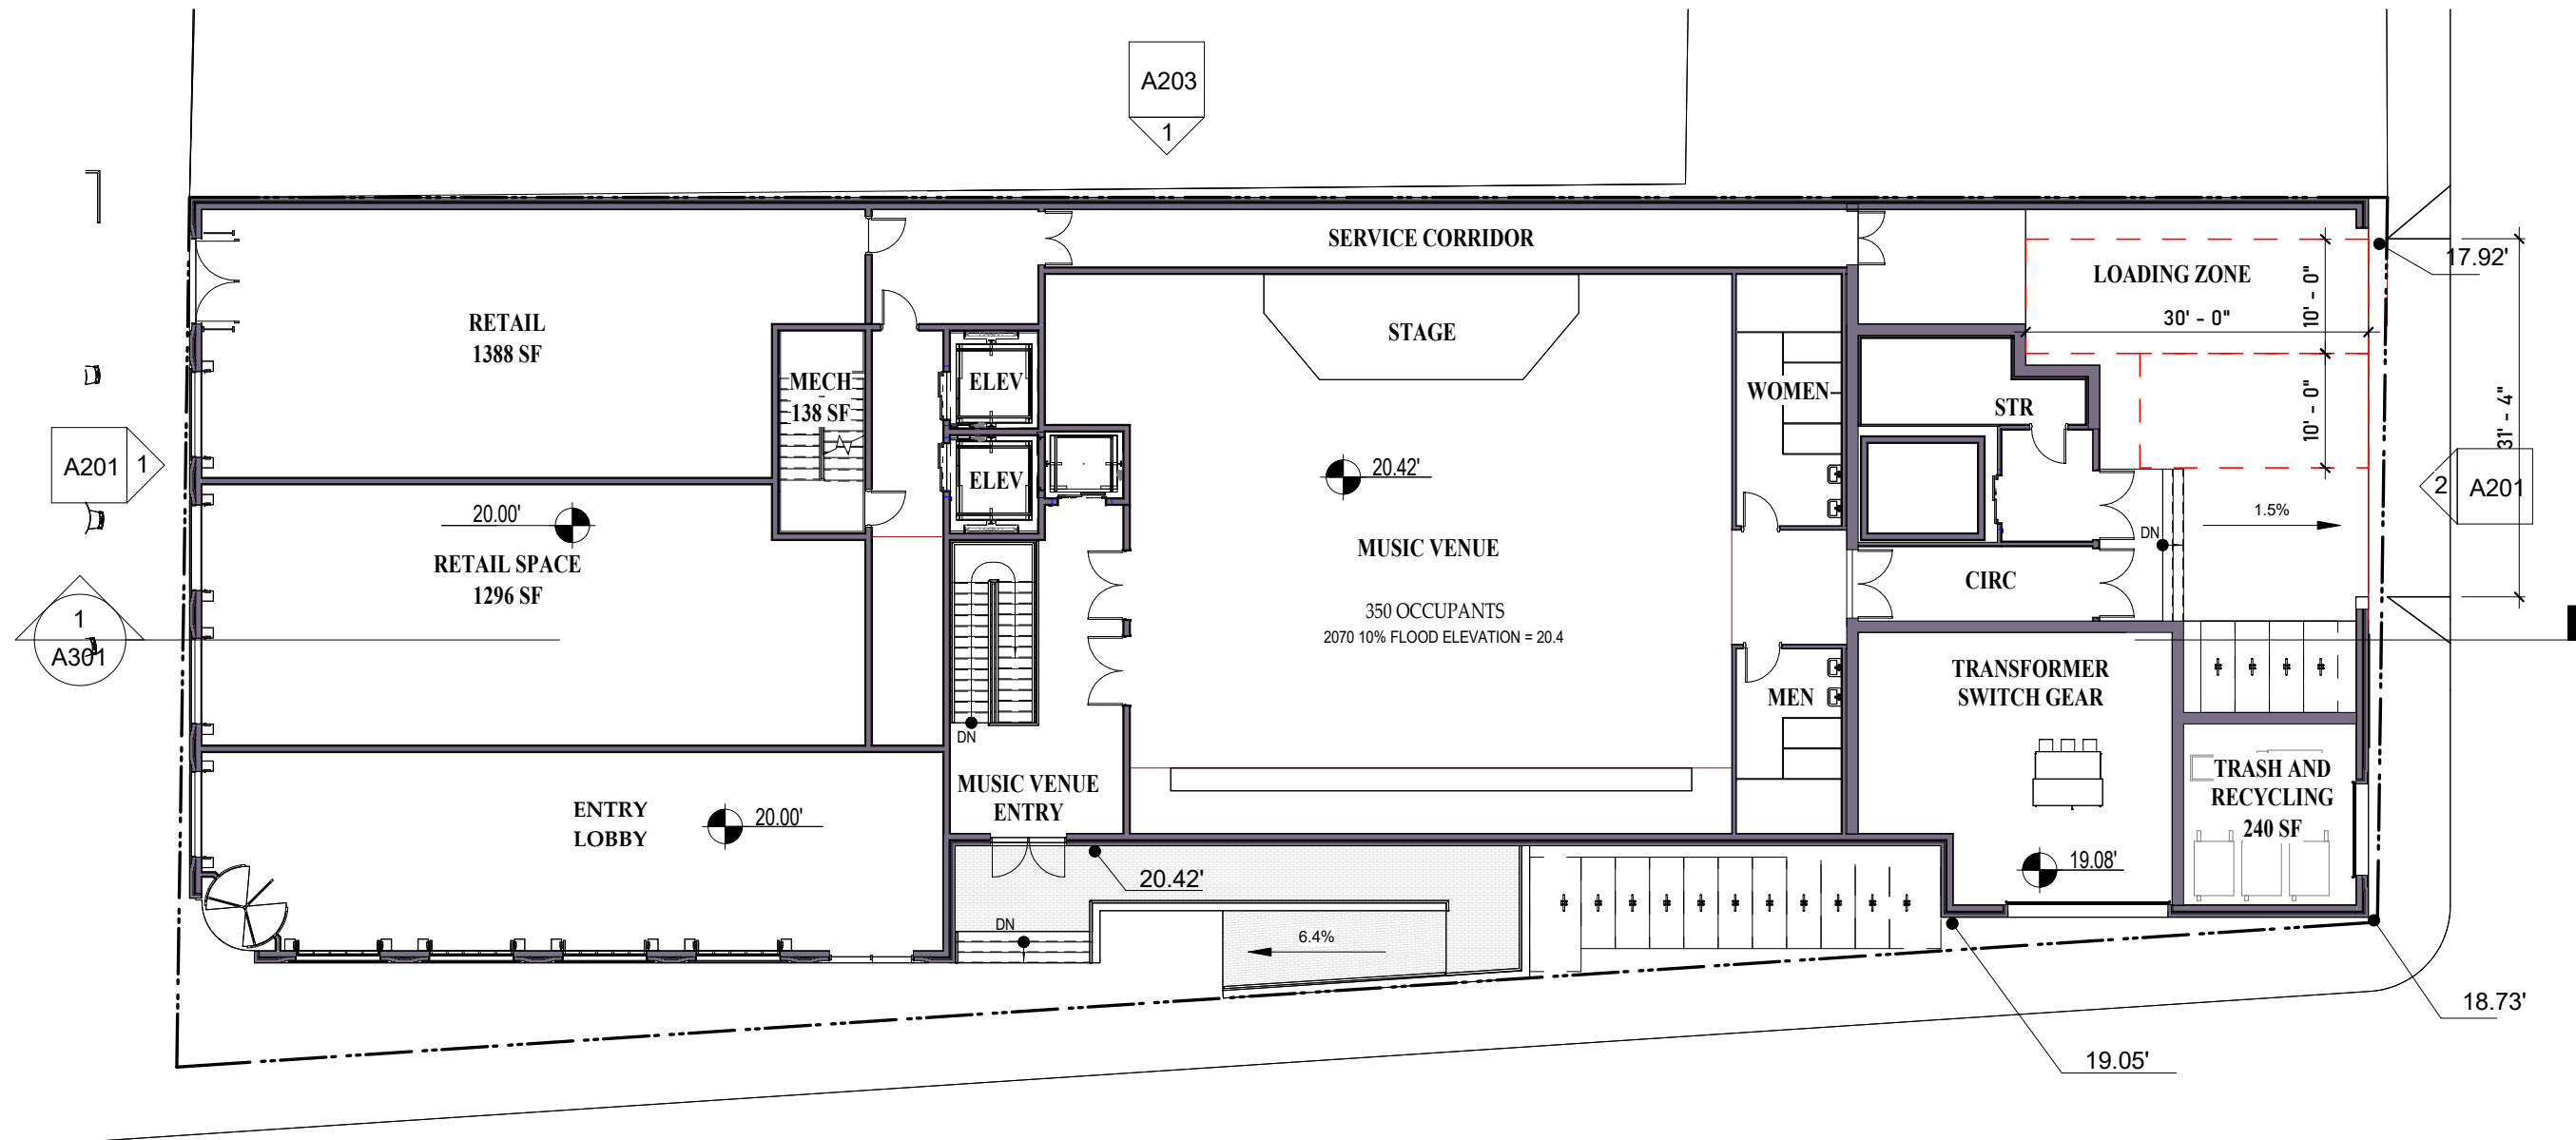 A203
1
SERVICE CORRIDOR
17.92'
LOADING ZONE
10' - 0"
30' - 0"
RETAIL
1388 SF
STAGE
MECH
138 SF
ELEV
WOMEN
STR
10' - 0"
31' - 4"
A201
1
ELEV
20.42'
2
A201
20.00'
1.5%
DN
RETAIL SPACE
1296 SF
MUSIC VENUE
CIRC
350 OCCUPANTS
2070 10% FLOOD ELEVATION = 20.4
1
A301
TRANSFORMER
SWITCH GEAR
MEN
DN
MUSIC VENUE
ENTRY
TRASH AND
RECYCLING
240 SF
ENTRY
LOBBY
20.00'
19.08'
20.42'
DN
6.4%
18.73'
19.05'